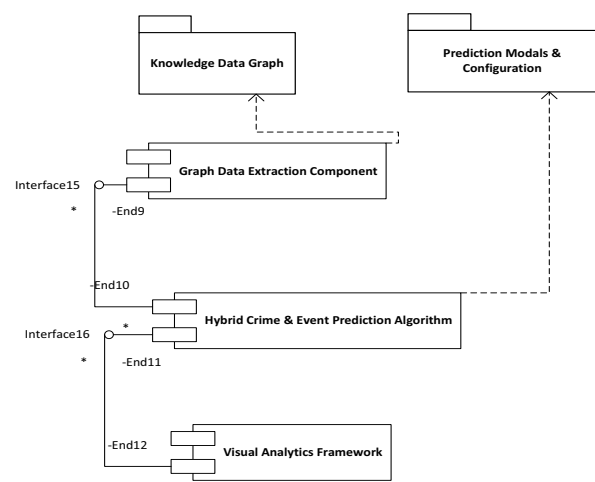 Knowledge Data Graph
Prediction Modals &
Configuration
Graph Data Extraction Component
Interface15
*
-End9
-End10
Hybrid Crime & Event Prediction Algorithm
*
Interface16
*
-End11
-End12
Visual Analytics Framework